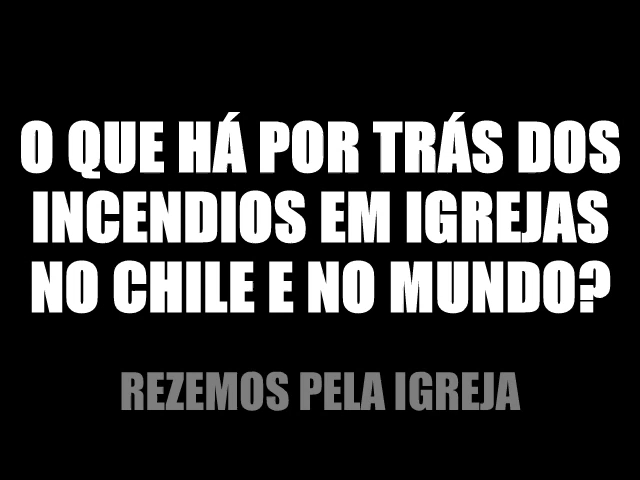 O QUE HÁ POR TRÁS DOS
INCENDIOS EM IGREJAS
NO CHILE E NO MUNDO?
REZEMOS PELA IGREJA